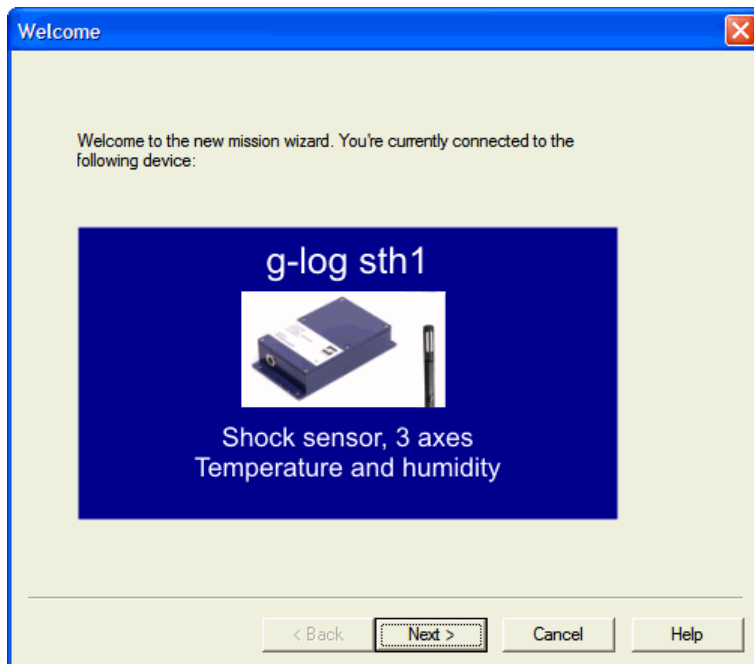 Welcome
Welcome to the new mission wizard. You're currently connected to the
following device:
g-log sth1
Shock sensor, 3 axes
Temperature and humidity
< Back
Next >
Cancel
Help